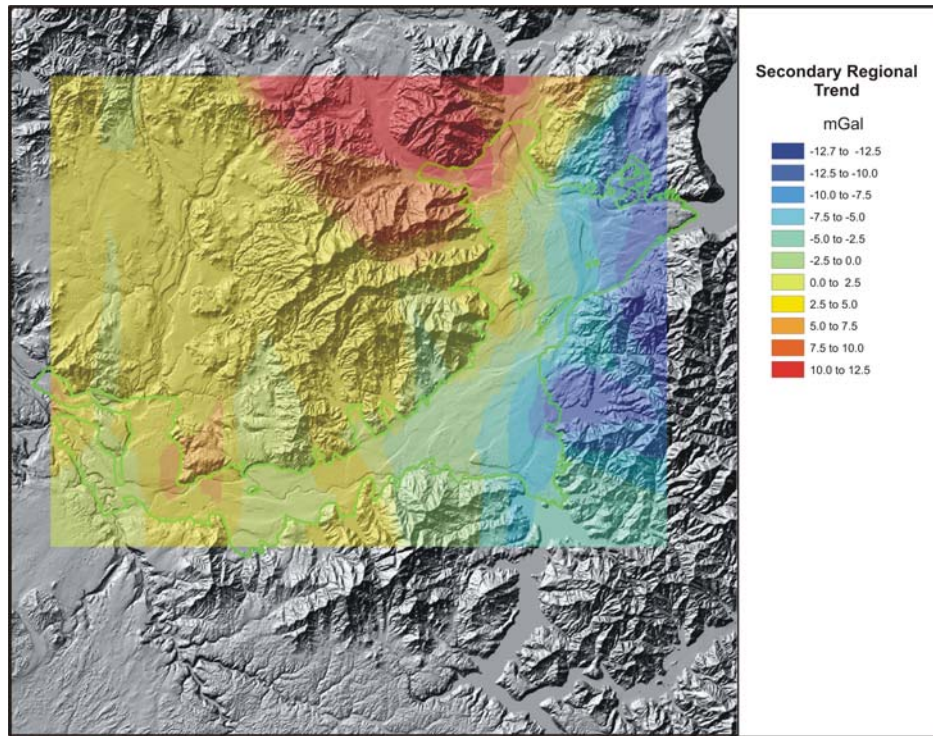 Secondary Regional
Trend
mGal
-12.7 to -12.5
-12.5 to -10.0
-10.0 to -7.5
-7.5 to -5.0
-5.0 to -2.5
-2.5 to 0.0
0.0 to 2.5
2.5 to 5.0
5.0 to 7.5
7.5 to 10.0
10.0 to 12.5